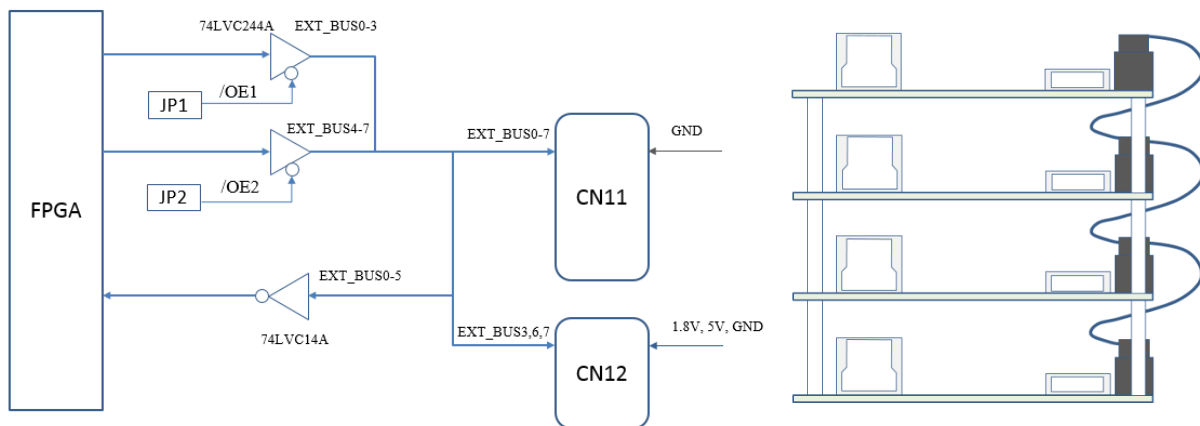 74LVC244A
EXT_BUS0-3
JP1
/OE1
EXT_BUS4-7
JP2
/OE2
FPGA
EXT_BUS0-7
GND
CN11
EXT_BUS0-5
74LVC14A
EXT_BUS3,6,7
1.8V, 5V, GND
CN12